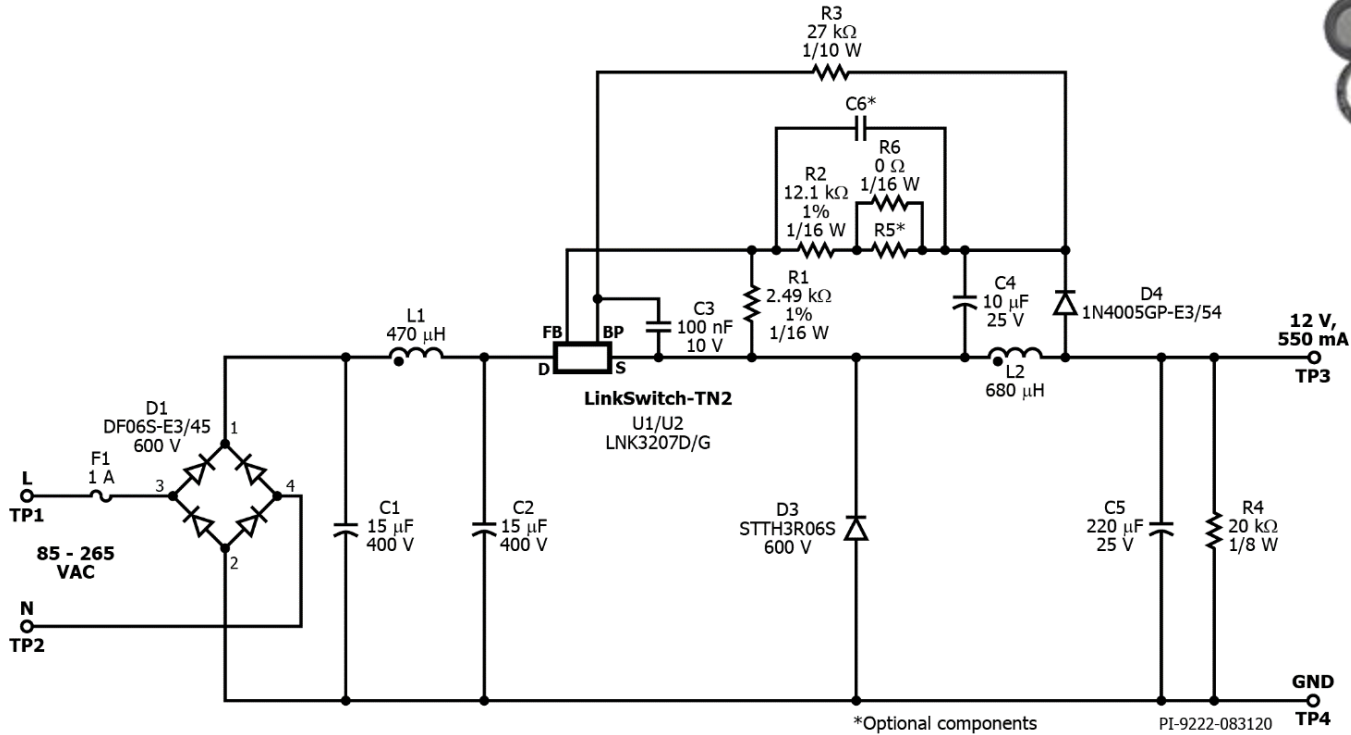 R3
27 kΩ
1/10 W
C6*
R6
0 Ω
1/16 W
R2
12.1 kΩ
1%
1/16 W
R5*
R1
2.49 kΩ
1%
1/16 W
C4
10 μF
25 V
D4
1N4005GP-E3/54
C3
100 nF
10 V
FB
BP
D
S
L1
470 μH
L2
680 μH
12 V,
550 mA
TP3
LinkSwitch-TN2
U1/U2
LNK3207D/G
D1
DF06S-E3/45
600 V
1
F1
1 A
L
3
4
TP1
85 - 265
VAC
2
N
TP2
C1
15 μF
400 V
C2
15 μF
400 V
D3
STTH3R06S
600 V
C5
220 μF
25 V
R4
20 kΩ
1/8 W
GND
TP4
*Optional components
PI-9222-083120